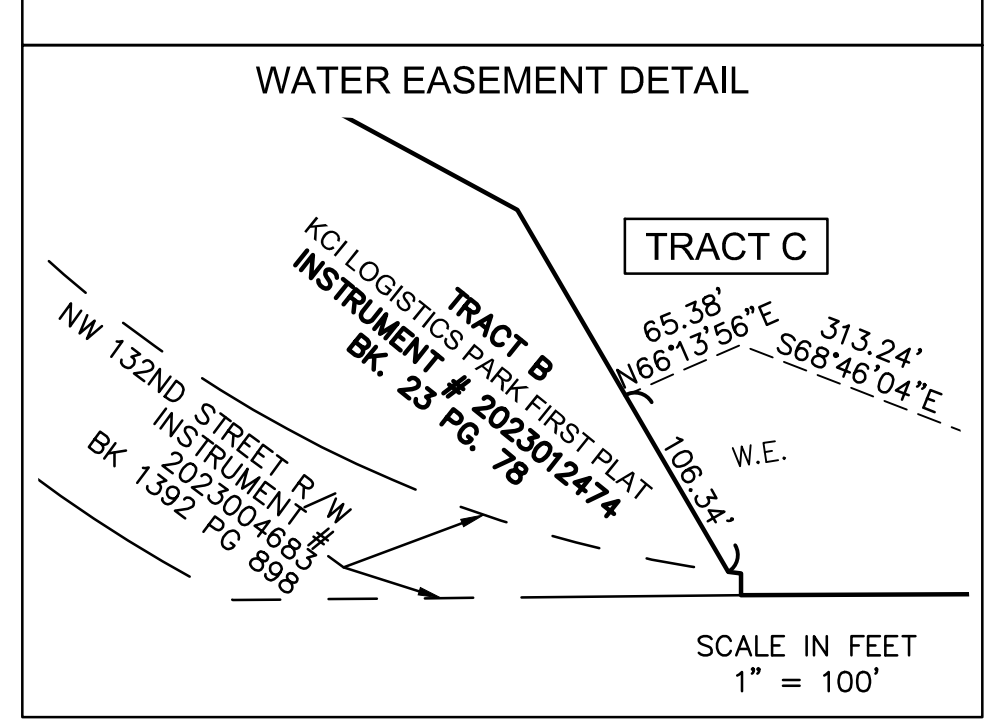 WATER EASEMENT DETAIL
TRACT C
TRACT B
KCI LOGISTICS PARK FIRST PLAT
INSTRUMENT # 2023012474
BK. 23 PG. 78
65.38'
N66°13'56"E
313.24'
S68°46'04"E
106.34'
W.E.
NW 132ND STREET R/W
INSTRUMENT #
2023004683
BK 1392 PG 898
SCALE IN FEET
1" = 100'